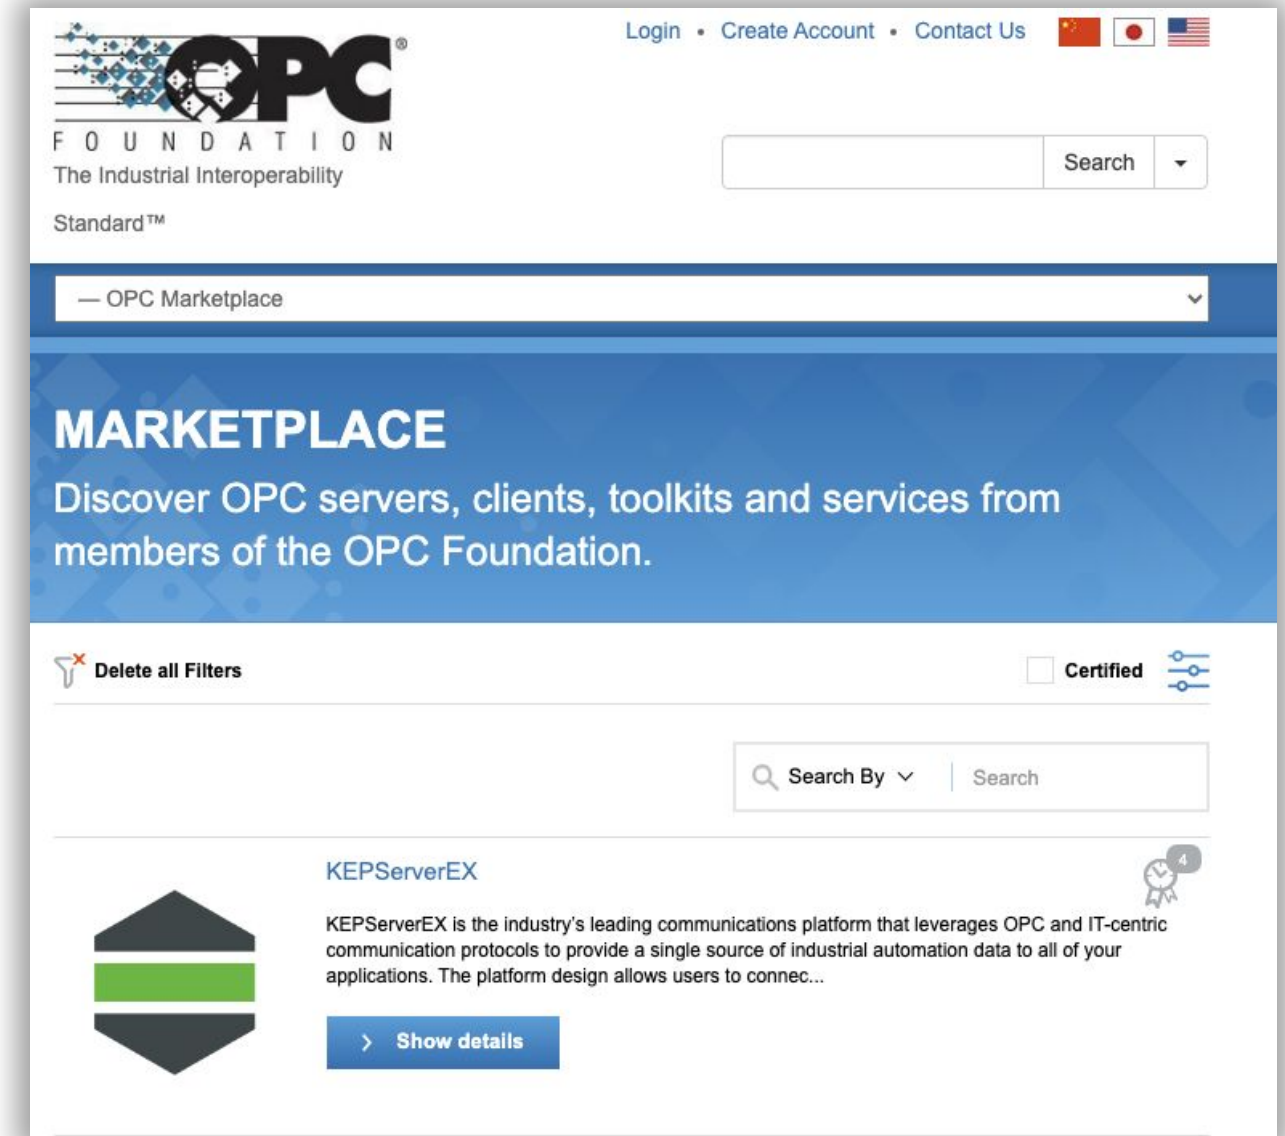 Login • Create Account • Contact Us
OPC®
FOUNDATION
The Industrial Interoperability
Standard™
Search
— OPC Marketplace
MARKETPLACE
Discover OPC servers, clients, toolkits and services from
members of the OPC Foundation.
Delete all Filters
Certified
Search By
Search
KEPServerEX
4
KEPServerEX is the industry's leading communications platform that leverages OPC and IT-centric
communication protocols to provide a single source of industrial automation data to all of your
applications. The platform design allows users to connec...
Show details